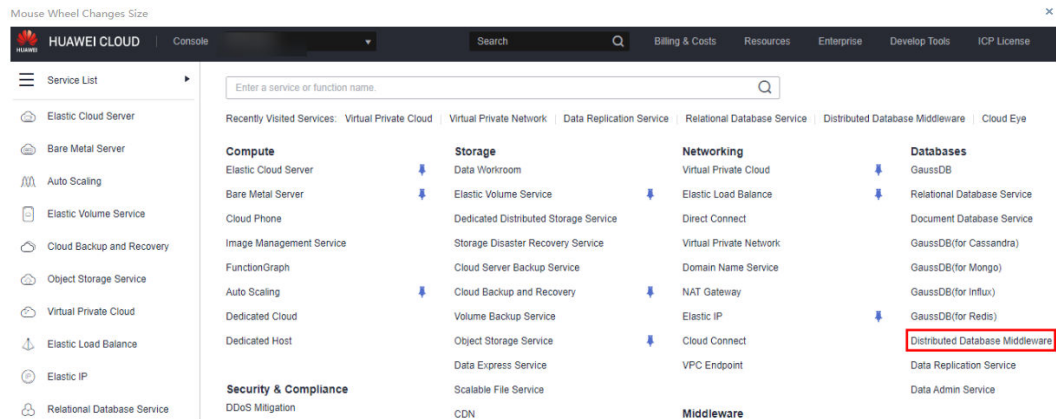 Mouse Wheel Changes Size
×
HUAWEI
HUAWEI CLOUD
Console
Search
Billing & Costs
Resources
Enterprise
Develop Tools
ICP License
Service List
Elastic Cloud Server
Bare Metal Server
Auto Scaling
Elastic Volume Service
Cloud Backup and Recovery
Object Storage Service
Virtual Private Cloud
Elastic Load Balance
Elastic IP
Relational Database Service
Enter a service or function name.
Recently Visited Services: Virtual Private Cloud | Virtual Private Network | Data Replication Service | Relational Database Service | Distributed Database Middleware | Cloud Eye
Compute
Elastic Cloud Server
Bare Metal Server
Cloud Phone
Image Management Service
FunctionGraph
Auto Scaling
Dedicated Cloud
Dedicated Host
Security & Compliance
DDoS Mitigation
Storage
Data Workroom
Elastic Volume Service
Dedicated Distributed Storage Service
Storage Disaster Recovery Service
Cloud Server Backup Service
Cloud Backup and Recovery
Volume Backup Service
Object Storage Service
Data Express Service
Scalable File Service
CDN
Networking
Virtual Private Cloud
Elastic Load Balance
Direct Connect
Virtual Private Network
Domain Name Service
NAT Gateway
Elastic IP
Cloud Connect
VPC Endpoint
Middleware
Databases
GaussDB
Relational Database Service
Document Database Service
GaussDB(for Cassandra)
GaussDB(for Mongo)
GaussDB(for Influx)
GaussDB(for Redis)
Distributed Database Middleware
Data Replication Service
Data Admin Service